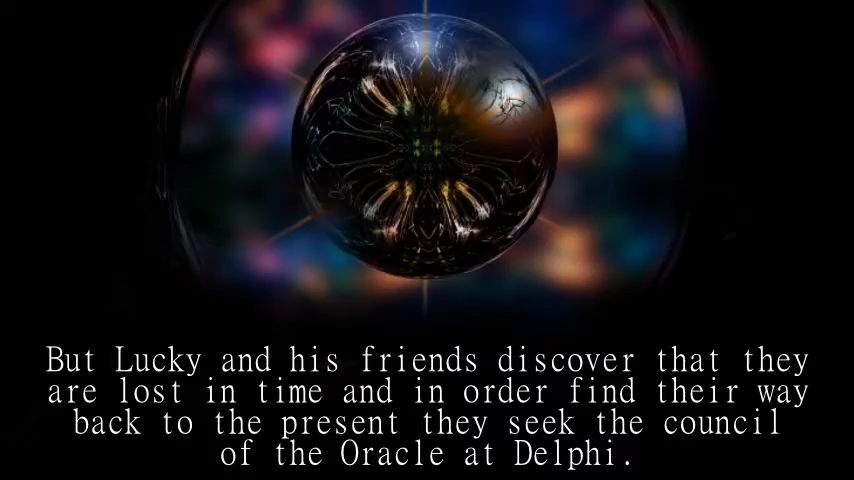 But Lucky and his friends discover that they
are lost in time and in order find their way
back to the present they seek the council
of the Oracle at Delphi.